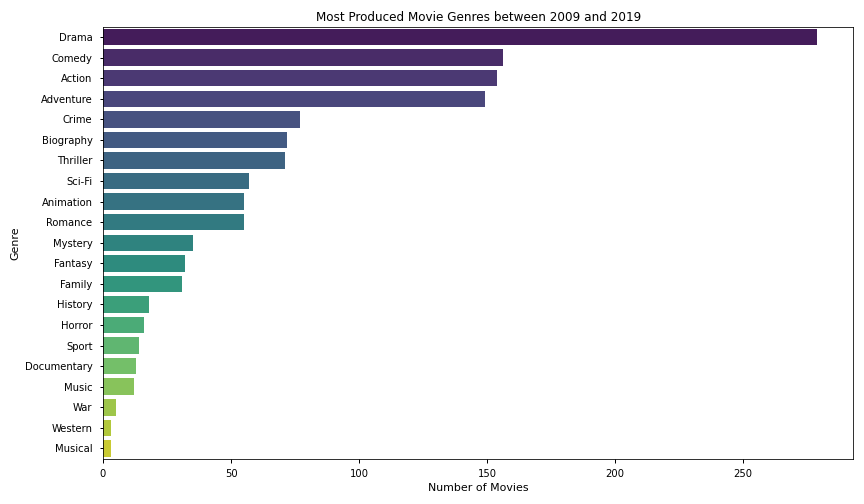 Most Produced Movie Genres between 2009 and 2019
Genre
Drama
Comedy
Action
Adventure
Crime
Biography
Thriller
Sci-Fi
Animation
Romance
Mystery
Fantasy
Family
History
Horror
Sport
Documentary
Music
War
Western
Musical
0 50 100 150 200 250
Number of Movies